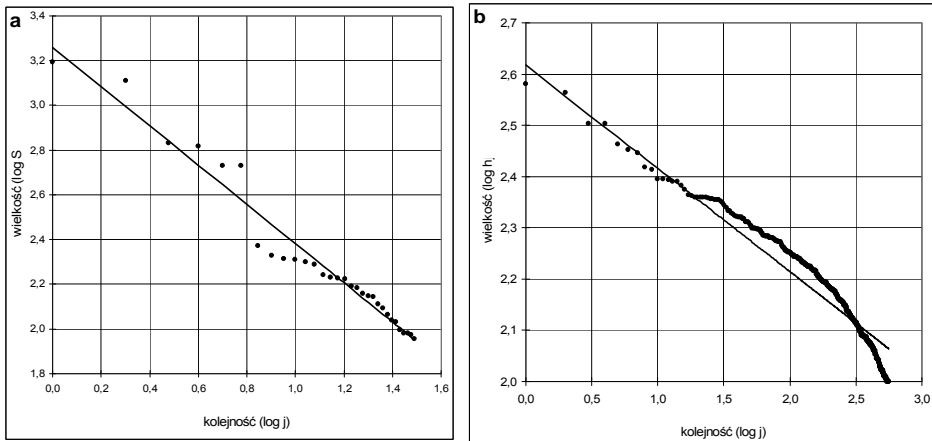 a
3,4
3,2
3,0
2,8
2,6
2,4
2,2
2,0
1,8
0,0 0,2 0,4 0,6 0,8 1,0 1,2 1,4 1,6
wielkość (log S
kolejność (log j)
b
2,7
2,6
2,5
2,4
2,3
2,2
2,1
2,0
0,0 0,5 1,0 1,5 2,0 2,5 3,0
wielkość (log h
kolejność (log j)